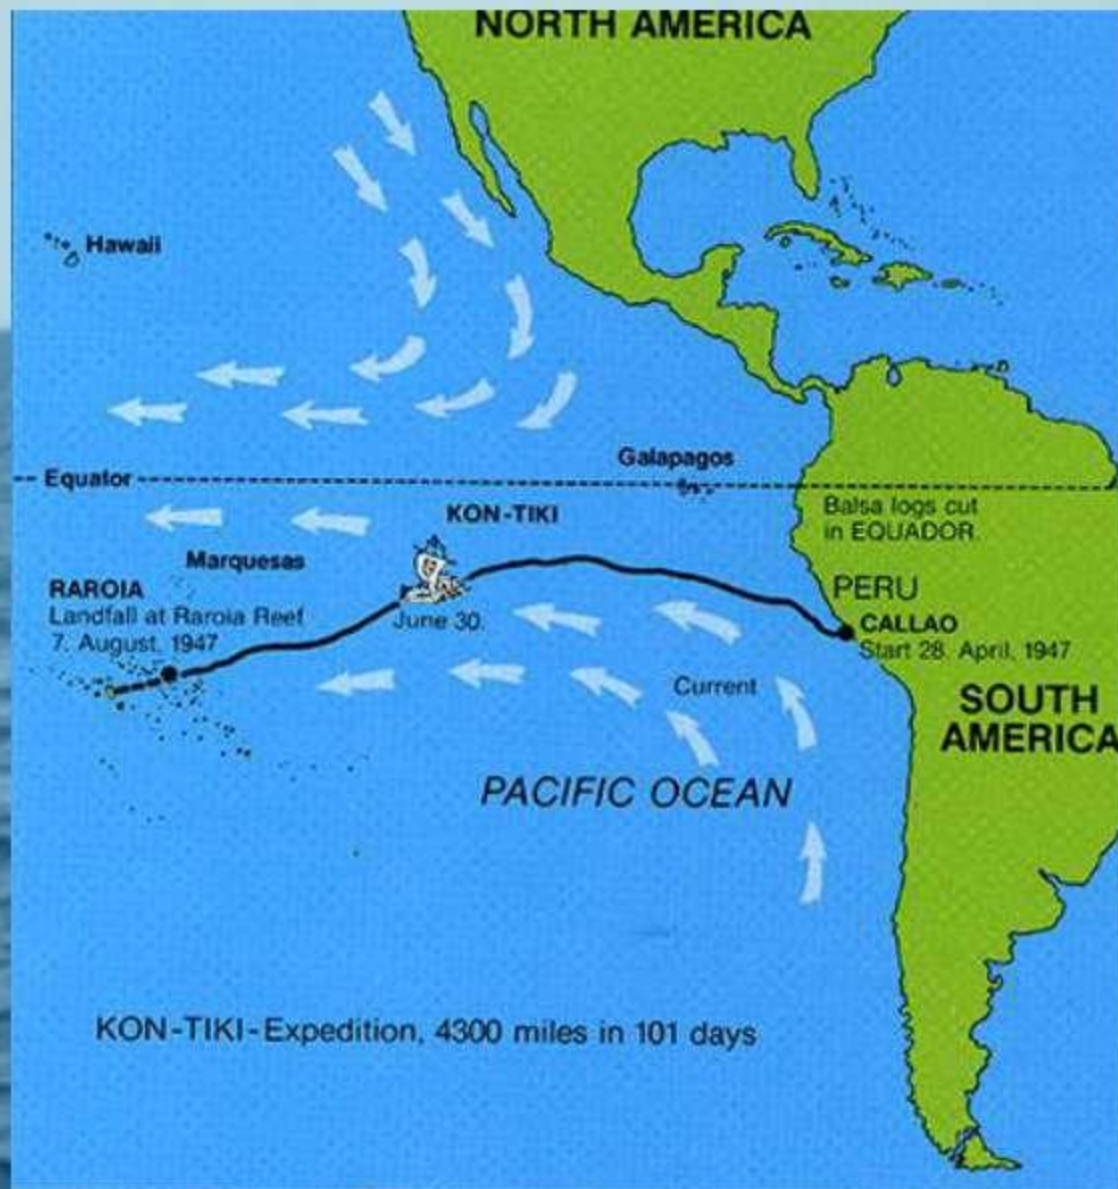 NORTH AMERICA
Hawaii
Galapagos
Equator
Balsa logs cut
in EQUADOR.
KON-TIKI
Marquesas
RAROIA
Landfall at Raroia Reef
7. August, 1947
June 30.
PERU
CALLAO
Start 28. April, 1947
Current
SOUTH
AMERICA
PACIFIC OCEAN
KON-TIKI-Expedition, 4300 miles in 101 days